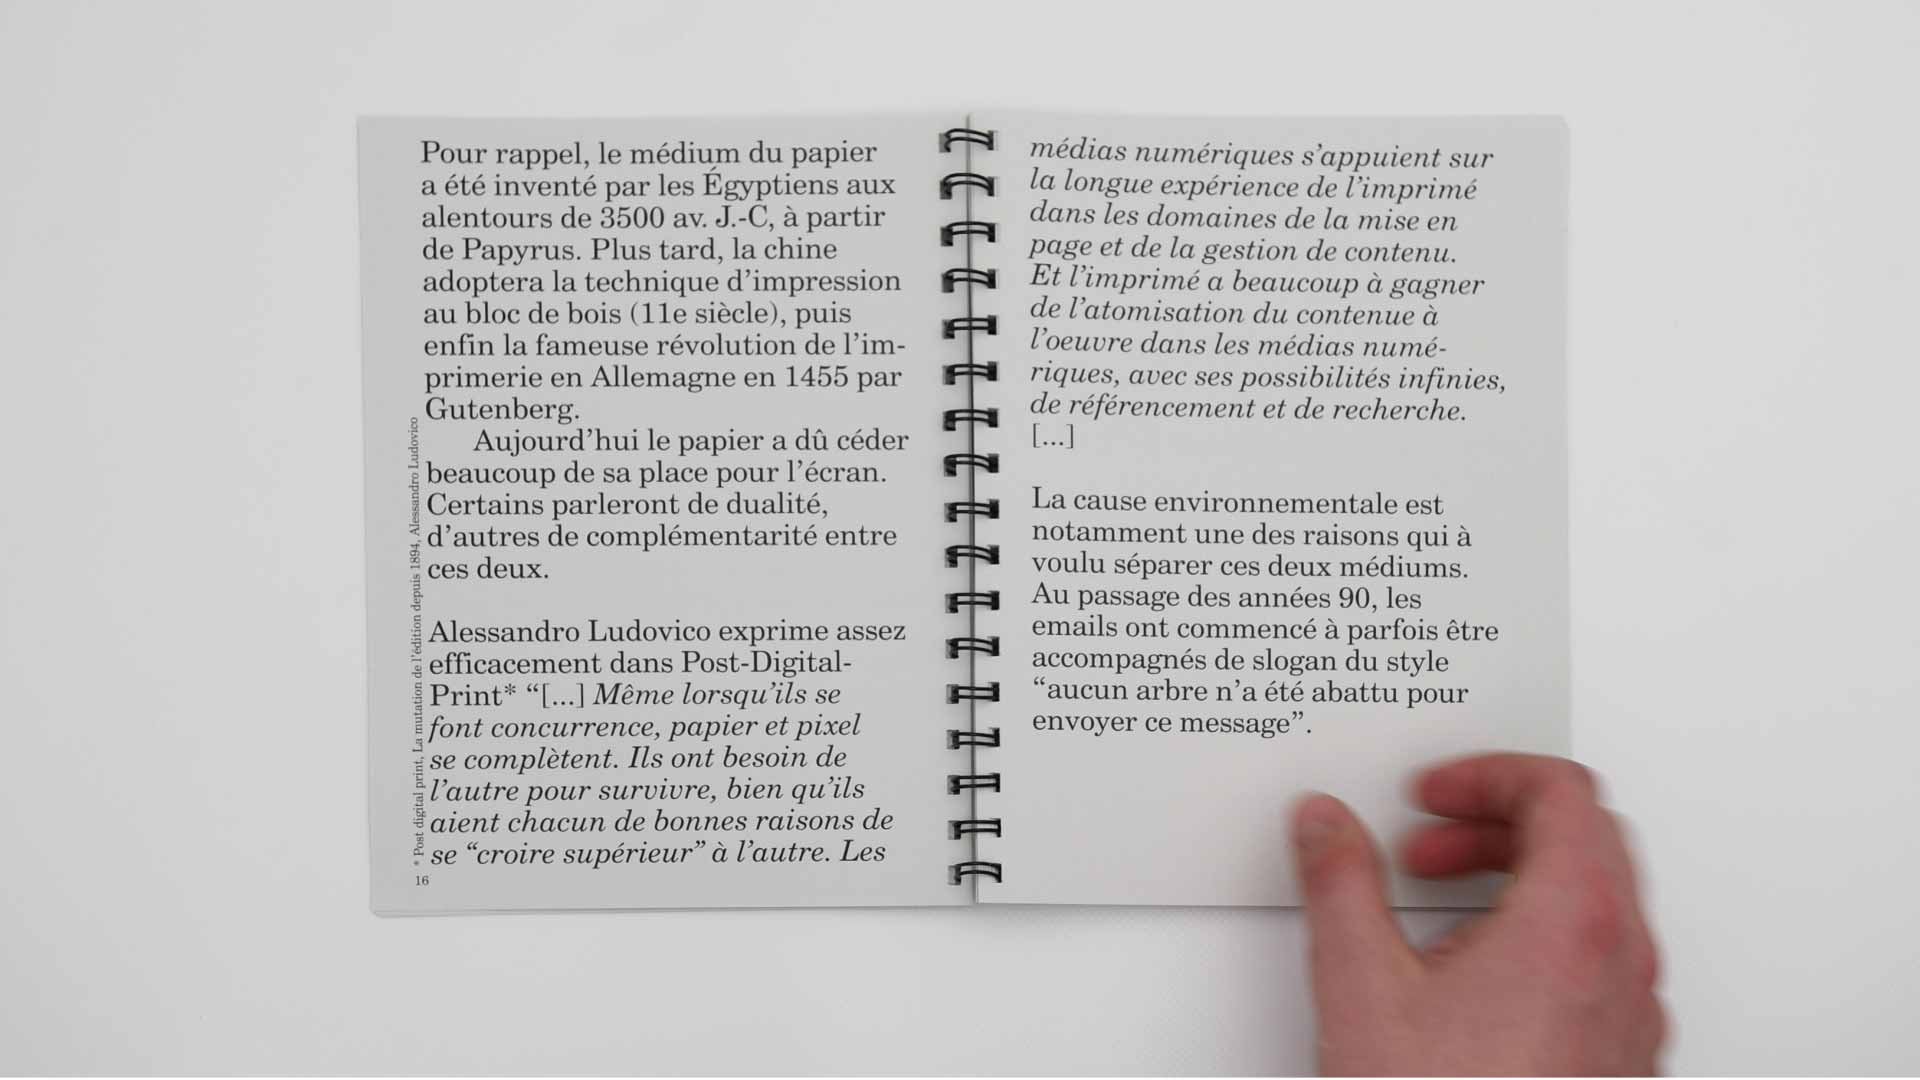 Pour rappel, le médium du papier
a été inventé par les Égyptiens aux
alentours de 3500 av. J.-C, à partir
de Papyrus. Plus tard, la chine
adoptera la technique d’impression
au bloc de bois (11e siècle), puis
enfin la fameuse révolution de l’im-
primerie en Allemagne en 1455 par
Gutenberg.
Aujourd’hui le papier a dû céder
beaucoup de sa place pour l’écran.
Certains parleront de dualité,
d’autres de complémentarité entre
ces deux.
Alessandro Ludovico exprime assez
efficacement dans Post-Digital-
Print* “[...] Même lorsqu’ils se
font concurrence, papier et pixel
se complètent. Ils ont besoin de
l’autre pour survivre, bien qu’ils
aient chacun de bonnes raisons de
se “croire supérieur” à l’autre. Les
* Post digital print, La mutation de l’édition depuis 1894, Alessandro Ludovico
16
médias numériques s’appuient sur
la longue expérience de l’imprimé
dans les domaines de la mise en
page et de la gestion de contenu.
Et l’imprimé a beaucoup à gagner
de l’atomisation du contenue à
l’oeuvre dans les médias numé-
riques, avec ses possibilités infinies,
de référencement et de recherche.
[...]
La cause environnementale est
notamment une des raisons qui à
voulu séparer ces deux médiums.
Au passage des années 90, les
emails ont commencé à parfois être
accompagnés de slogan du style
“aucun arbre n’a été abattu pour
envoyer ce message”.